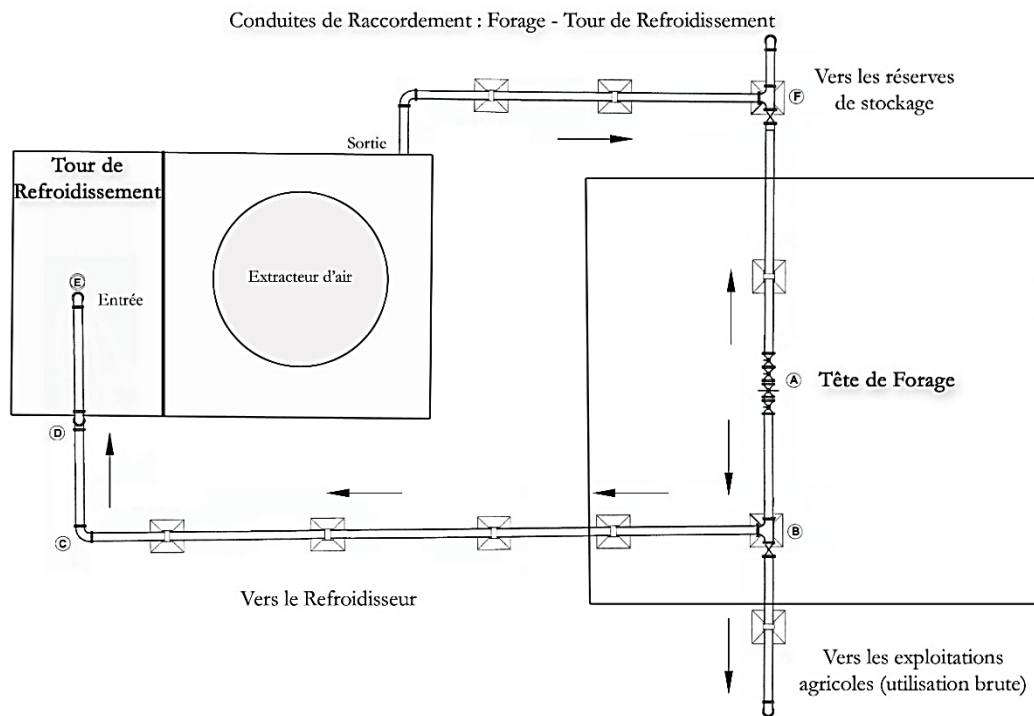 Conduites de Raccordement : Forage - Tour de Refroidissement
Vers les réserves
de stockage
F
Sortie
Tour de
Refroidissement
E
Entrée
Extracteur d'air
A
Tête de Forage
D
C
B
Vers le Refroidisseur
Vers les exploitations
agricoles (utilisation brute)